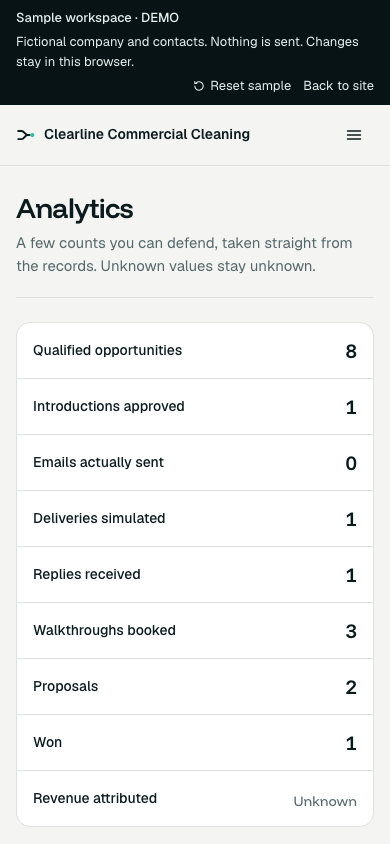 Sample workspace · DEMO
Fictional company and contacts. Nothing is sent. Changes
stay in this browser.
Reset sample Back to site
Clearline Commercial Cleaning
Analytics
A few counts you can defend, taken straight from
the records. Unknown values stay unknown.
Qualified opportunities 8
Introductions approved 1
Emails actually sent 0
Deliveries simulated 1
Replies received 1
Walkthroughs booked 3
Proposals 2
Won 1
Revenue attributed Unknown